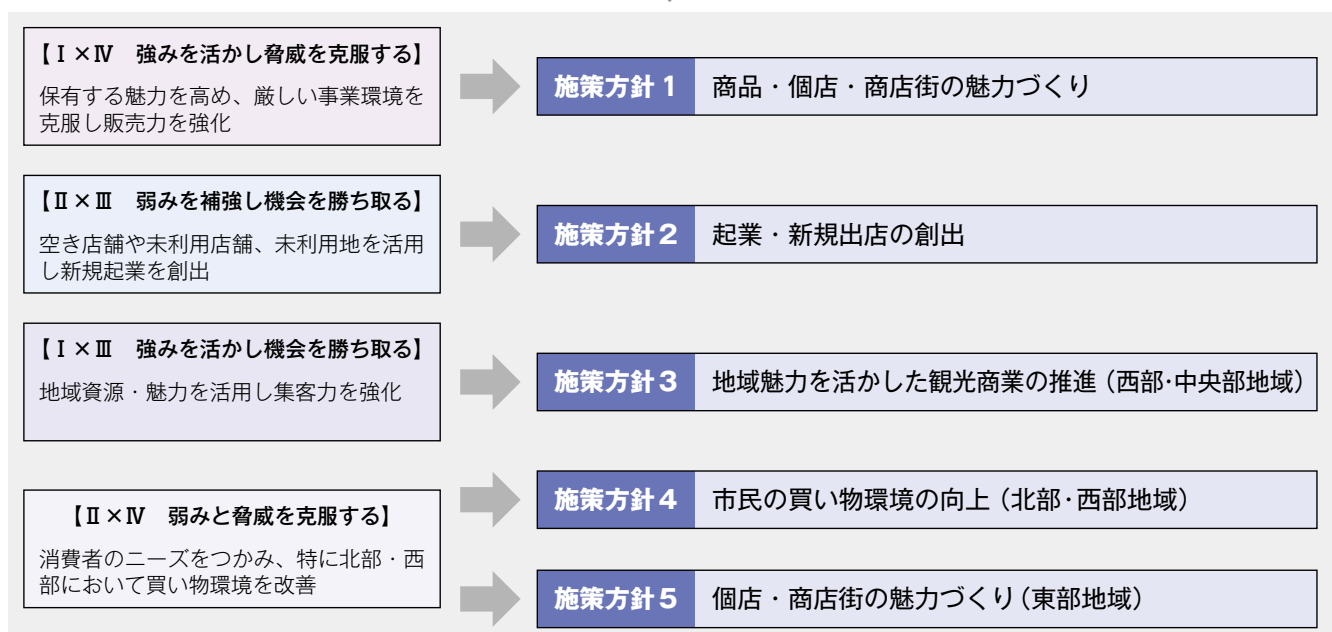 【Ⅰ×Ⅳ 強みを活かし脅威を克服する】
保有する魅力を高め、厳しい事業環境を
克服し販売力を強化
施策方針1 商品・個店・商店街の魅力づくり
【Ⅱ×Ⅲ 弱みを補強し機会を勝ち取る】
空き店舗や未利用店舗、未利用地を活用
し新規起業を創出
施策方針2 起業・新規出店の創出
【Ⅰ×Ⅲ 強みを活かし機会を勝ち取る】
地域資源・魅力を活用し集客力を強化
施策方針3 地域魅力を活かした観光商業の推進(西部・中央部地域)
【Ⅱ×Ⅳ 弱みと脅威を克服する】
消費者のニーズをつかみ、特に北部・西
部において買い物環境を改善
施策方針4 市民の買い物環境の向上(北部・西部地域)
施策方針5 個店・商店街の魅力づくり(東部地域)